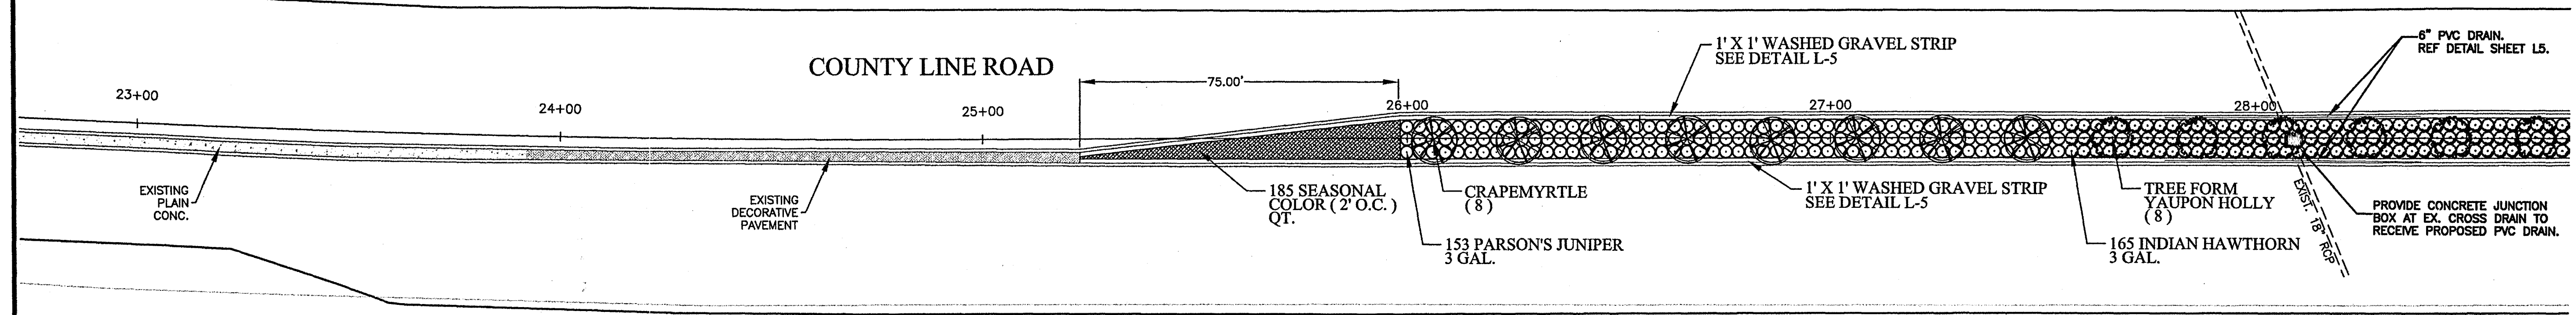 COUNTY LINE ROAD
23+00
24+00
25+00
75.00'
26+00
27+00
28+00
1' X 1' WASHED GRAVEL STRIP
SEE DETAIL L-5
6" PVC DRAIN.
REF DETAIL SHEET L5.
EXISTING
PLAIN
CONC.
EXISTING
DECORATIVE
PAVEMENT
185 SEASONAL
COLOR ( 2' O.C. )
QT.
CRAPEMYRTLE
( 8 )
153 PARSON'S JUNIPER
3 GAL.
1' X 1' WASHED GRAVEL STRIP
SEE DETAIL L-5
TREE FORM
YAUPON HOLLY
( 8 )
165 INDIAN HAWTHORN
3 GAL.
EXIST. 18" RCP
PROVIDE CONCRETE JUNCTION
BOX AT EX. CROSS DRAIN TO
RECEIVE PROPOSED PVC DRAIN.